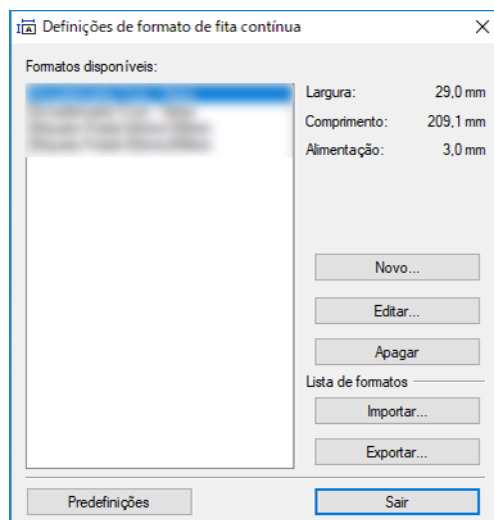 Definições de formato de fita contínua
Formatos disponíveis:
Largura: 29,0 mm
Comprimento: 209,1 mm
Alimentação: 3,0 mm
Novo...
Editar...
Apagar
Lista de formatos
Importar...
Exportar...
Predefinições
Sair